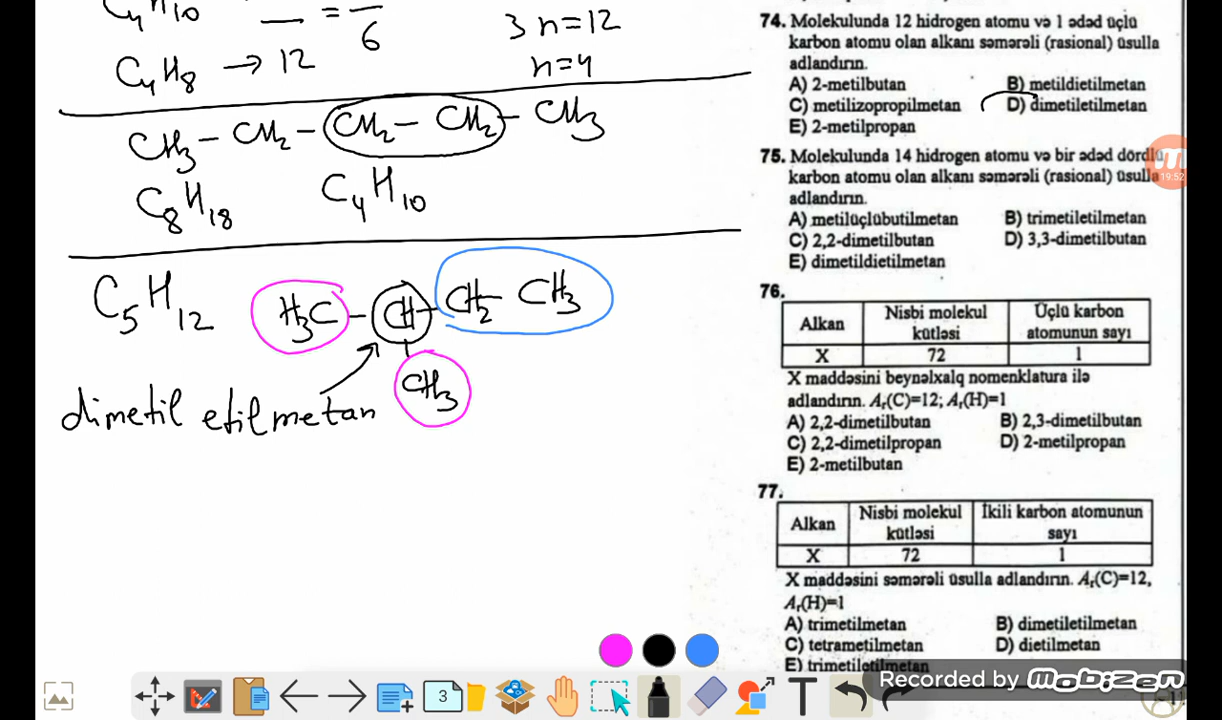 C₄H₁₀ ___ = ‾6
C₄H₈ → 12
3n=12
n=4
CH₃ – CH₂ – CH₂ – CH₂ – CH₃
C₈H₁₈ C₄H₁₀
C₅H₁₂ H₃C – CH – CH₂ – CH₃
CH₃
dimetil etilmetan
74. Molekulunda 12 hidrogen atomu və 1 ədəd üçlü
karbon atomu olan alkanı səmərəli (rasional) üsulla
adlandırın.
A) 2-metilbutan B) metildietilmetan
C) metilizopropilmetan D) dimetiletilmetan
E) 2-metilpropan
75. Molekulunda 14 hidrogen atomu və bir ədəd dördlü
karbon atomu olan alkanı səmərəli (rasional) üsulla
adlandırın.
A) metilüçlübutilmetan B) trimetiletilmetan
C) 2,2-dimetilbutan D) 3,3-dimetilbutan
E) dimetildietilmetan
19:52
76.
Alkan Nisbi molekul kütləsi Üçlü karbon atomunun sayı
X 72 1
X maddəsini beynəlxalq nomenklatura ilə
adlandırın. Aᵣ(C)=12; Aᵣ(H)=1
A) 2,2-dimetilbutan B) 2,3-dimetilbutan
C) 2,2-dimetilpropan D) 2-metilpropan
E) 2-metilbutan
77.
Alkan Nisbi molekul kütləsi İkili karbon atomunun sayı
X 72 1
X maddəsini səmərəli üsulla adlandırın. Aᵣ(C)=12,
Aᵣ(H)=1
A) trimetilmetan B) dimetiletilmetan
C) tetrametilmetan D) dietilmetan
E) trimetiletilmetan
3
T
Recorded by mobizen